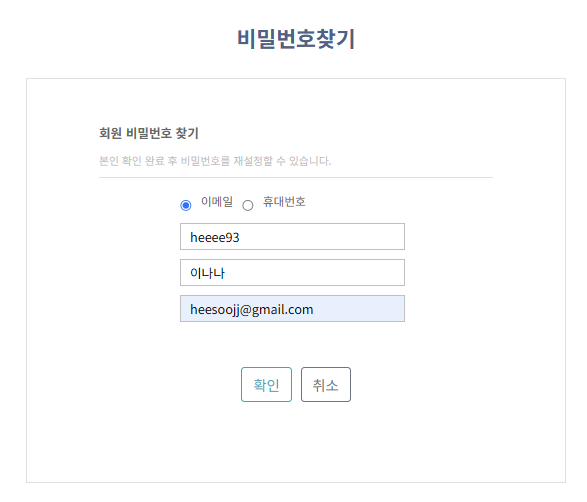 비밀번호찾기
회원 비밀번호 찾기
본인 확인 완료 후 비밀번호를 재설정할 수 있습니다.
이메일 휴대번호
heeee93
이나나
heesoojj@gmail.com
확인 취소